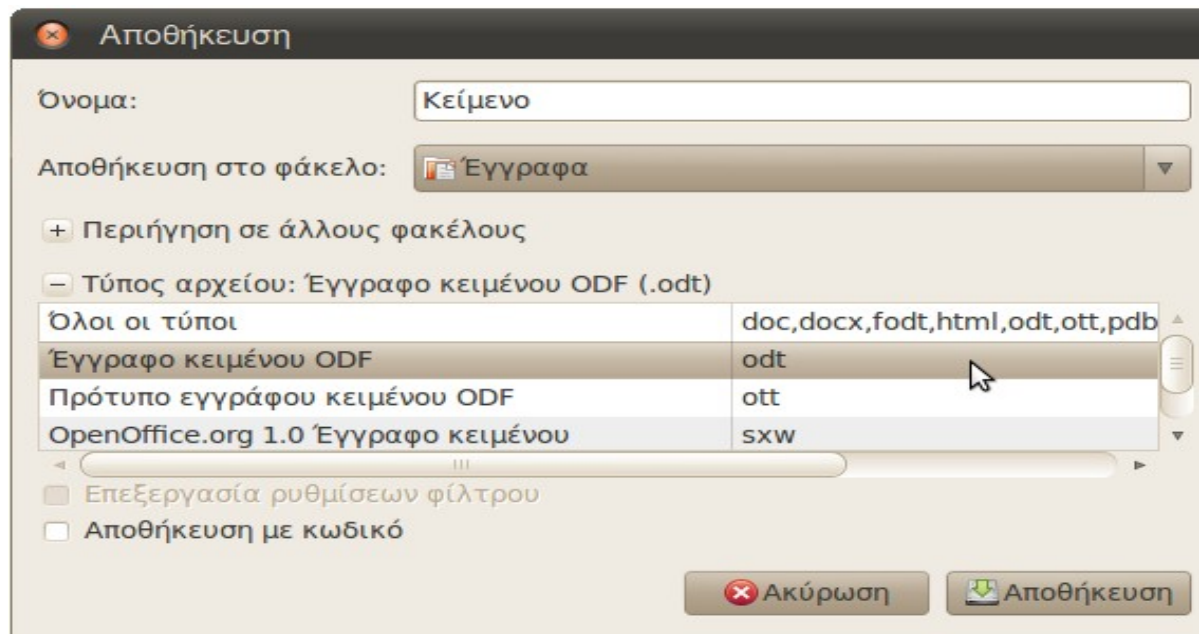 Αποθήκευση
Όνομα: Κείμενο
Αποθήκευση στο φάκελο: Έγγραφα
+ Περιήγηση σε άλλους φακέλους
– Τύπος αρχείου: Έγγραφο κειμένου ODF (.odt)
Όλοι οι τύποι doc,docx,fodt,html,odt,ott,pdb
Έγγραφο κειμένου ODF odt
Πρότυπο εγγράφου κειμένου ODF ott
OpenOffice.org 1.0 Έγγραφο κειμένου sxw
Επεξεργασία ρυθμίσεων φίλτρου
Αποθήκευση με κωδικό
Ακύρωση Αποθήκευση